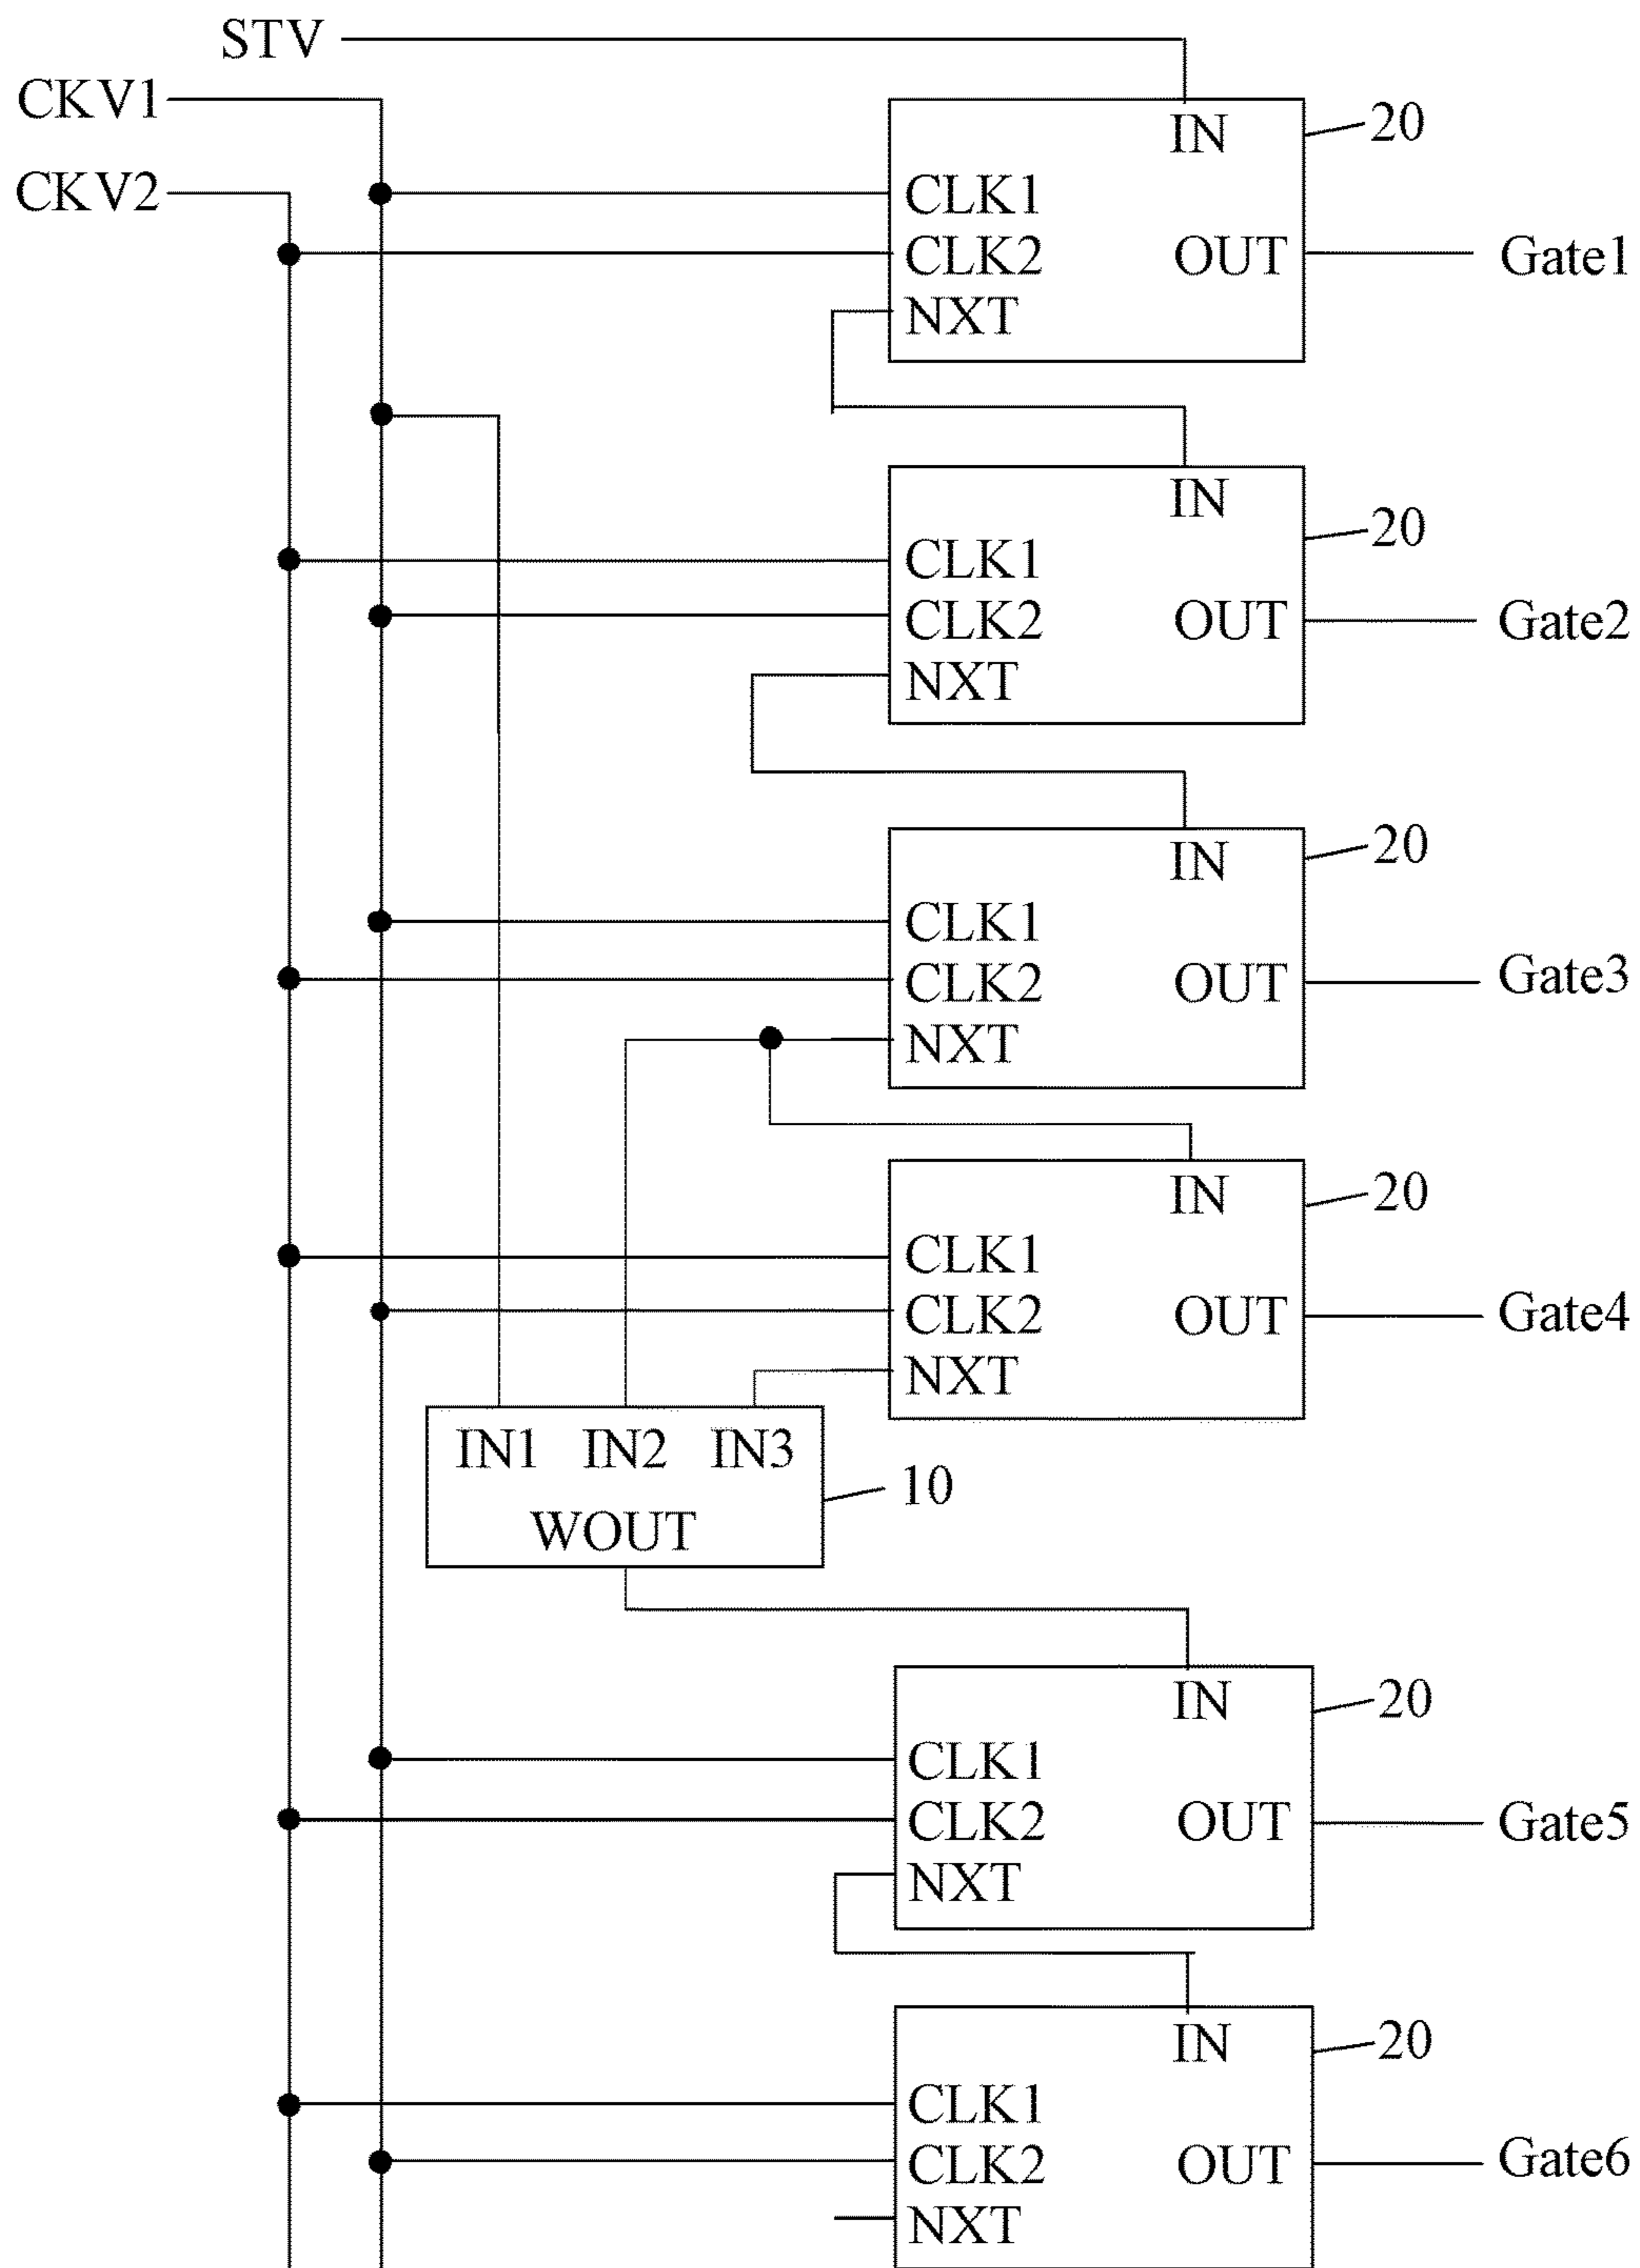 STV
CKV1
CKV2
IN
20
CLK1
CLK2
OUT
Gate1
NXT
IN
20
CLK1
CLK2
OUT
Gate2
NXT
IN
20
CLK1
CLK2
OUT
Gate3
NXT
IN
20
CLK1
CLK2
OUT
Gate4
NXT
IN1 IN2 IN3
10
WOUT
IN
20
CLK1
CLK2
OUT
Gate5
NXT
IN
20
CLK1
CLK2
OUT
Gate6
NXT